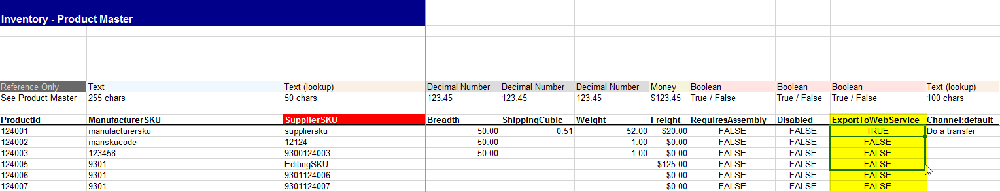 Inventory - Product Master
Reference Only Text Text (lookup) Decimal Number Decimal Number Decimal Number Money Boolean Boolean Boolean Text (lookup)
See Product Master 255 chars 50 chars 123.45 123.45 123.45 $123.45 True / False True / False True / False 100 chars
ProductId ManufacturerSKU SupplierSKU Breadth ShippingCubic Weight Freight RequiresAssembly Disabled ExportToWebService Channel:default
124001 manufacturersku suppliersku 50.00 0.51 52.00 $20.00 FALSE FALSE TRUE Do a transfer
124002 manskucode 12124 50.00 1.00 $0.00 FALSE FALSE FALSE
124003 123458 9300124003 50.00 1.00 $0.00 FALSE FALSE FALSE
124005 9301 EditingSKU $125.00 FALSE FALSE FALSE
124006 9301 9301124006 $0.00 FALSE FALSE FALSE
124007 9301 9301124007 $0.00 FALSE FALSE FALSE